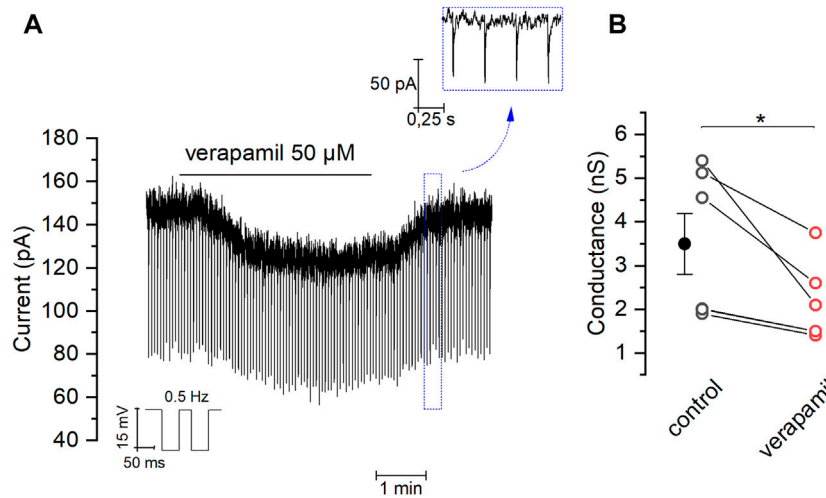 A
50 pA
0,25 s
verapamil 50 µM
Current (pA)
180
160
140
120
100
80
60
40
0.5 Hz
15 mV
50 ms
1 min
B
*
Conductance (nS)
6
5
4
3
2
1
control
verapamil